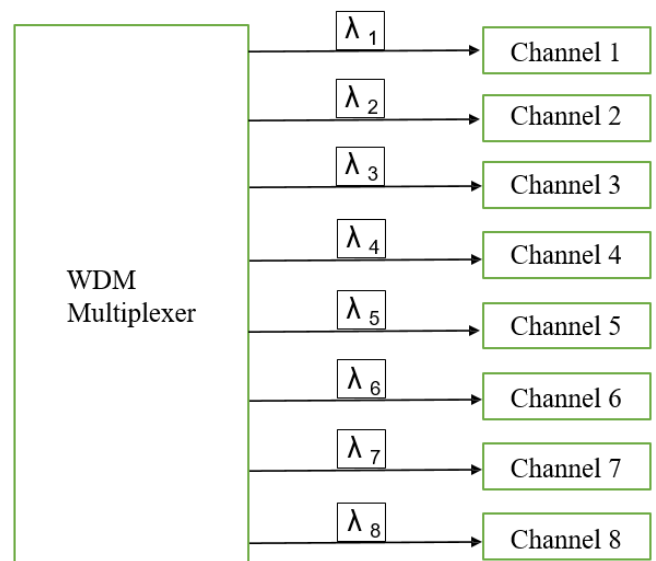 λ 1
Channel 1
λ 2
Channel 2
λ 3
Channel 3
λ 4
Channel 4
WDM
Multiplexer
λ 5
Channel 5
λ 6
Channel 6
λ 7
Channel 7
λ 8
Channel 8